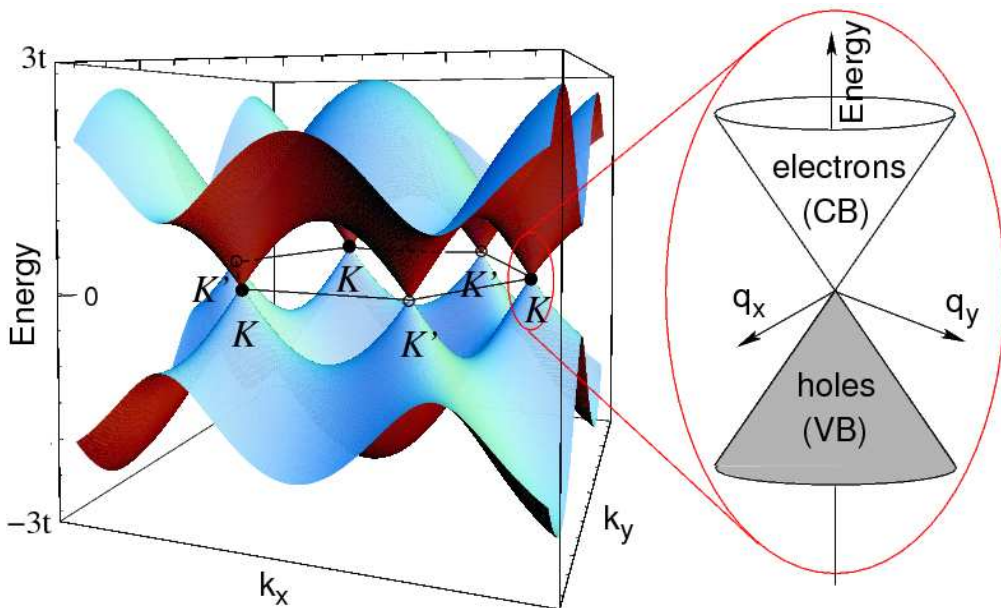 3t
Energy
0
−3t
k_x
k_y
K'
K
K
K'
K'
K
Energy
electrons
(CB)
q_x
q_y
holes
(VB)